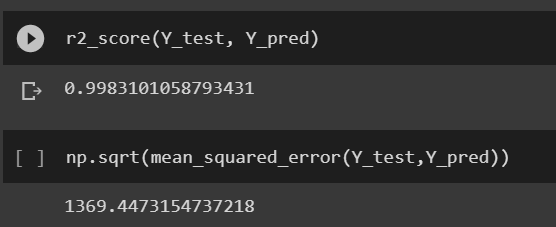 r2_score(Y_test, Y_pred)
0.9983101058793431
[ ] np.sqrt(mean_squared_error(Y_test,Y_pred))
1369.4473154737218